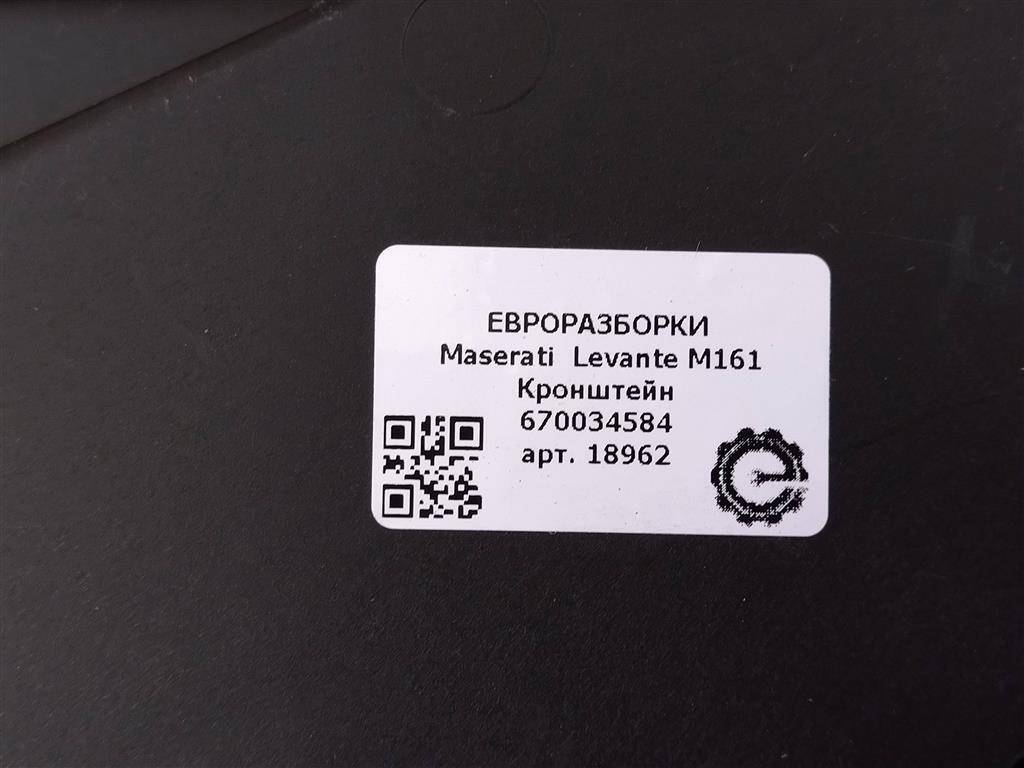 ЕВРОРАЗБОРКИ
Maserati Levante M161
Кронштейн
670034584
арт. 18962